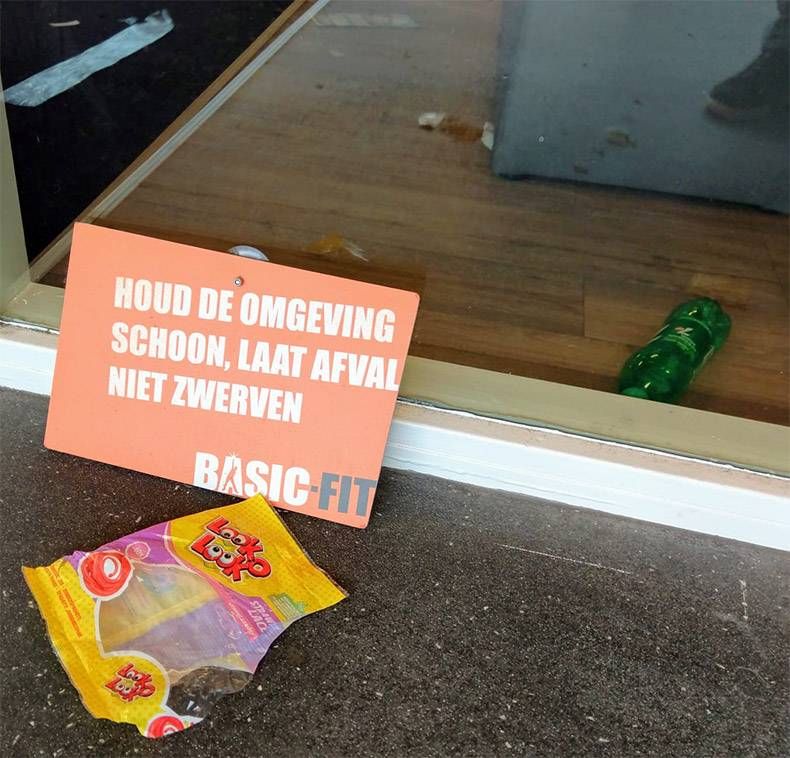 HOUD DE OMGEVING
SCHOON, LAAT AFVAL
NIET ZWERVEN
BASIC-FIT
LOOK
O
LOOK
LOOK
O
LOOK